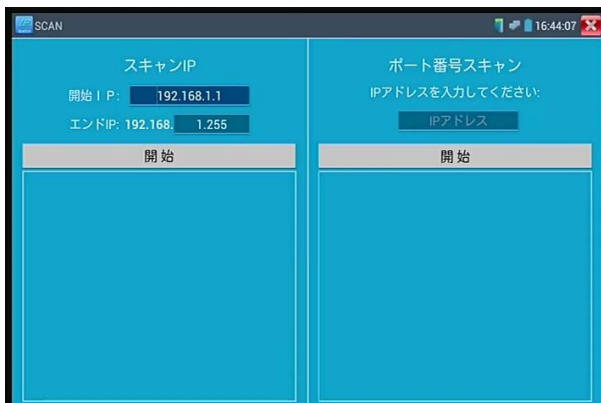 SCAN
16:44:07
スキャンIP
開始ＩＰ: 192.168.1.1
エンドIP: 192.168. 1.255
開始
ポート番号スキャン
IPアドレスを入力してください:
IPアドレス
開始